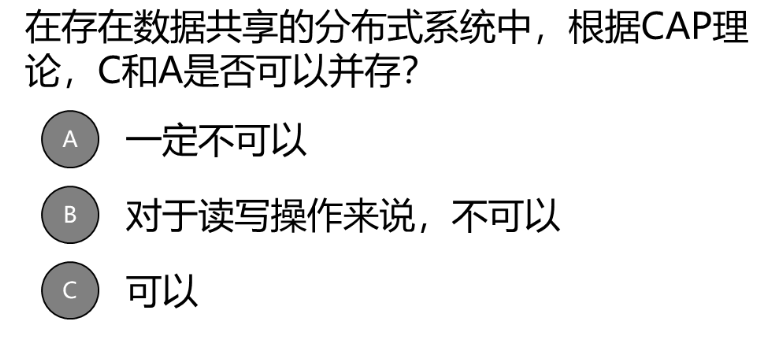 在存在数据共享的分布式系统中，根据CAP理
论，C和A是否可以并存？
A 一定不可以
B 对于读写操作来说，不可以
C 可以